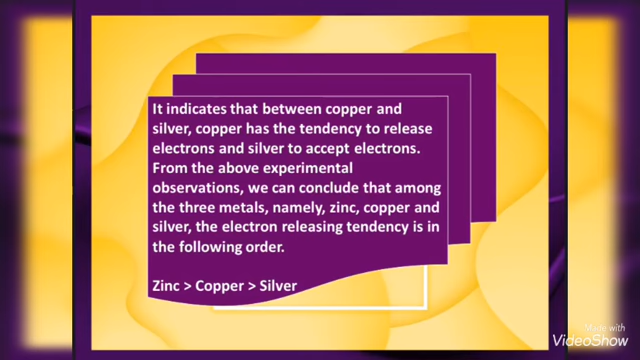 It indicates that between copper and
silver, copper has the tendency to release
electrons and silver to accept electrons.
From the above experimental
observations, we can conclude that among
the three metals, namely, zinc, copper and
silver, the electron releasing tendency is in
the following order.
Zinc > Copper > Silver
Made with
VideoShow